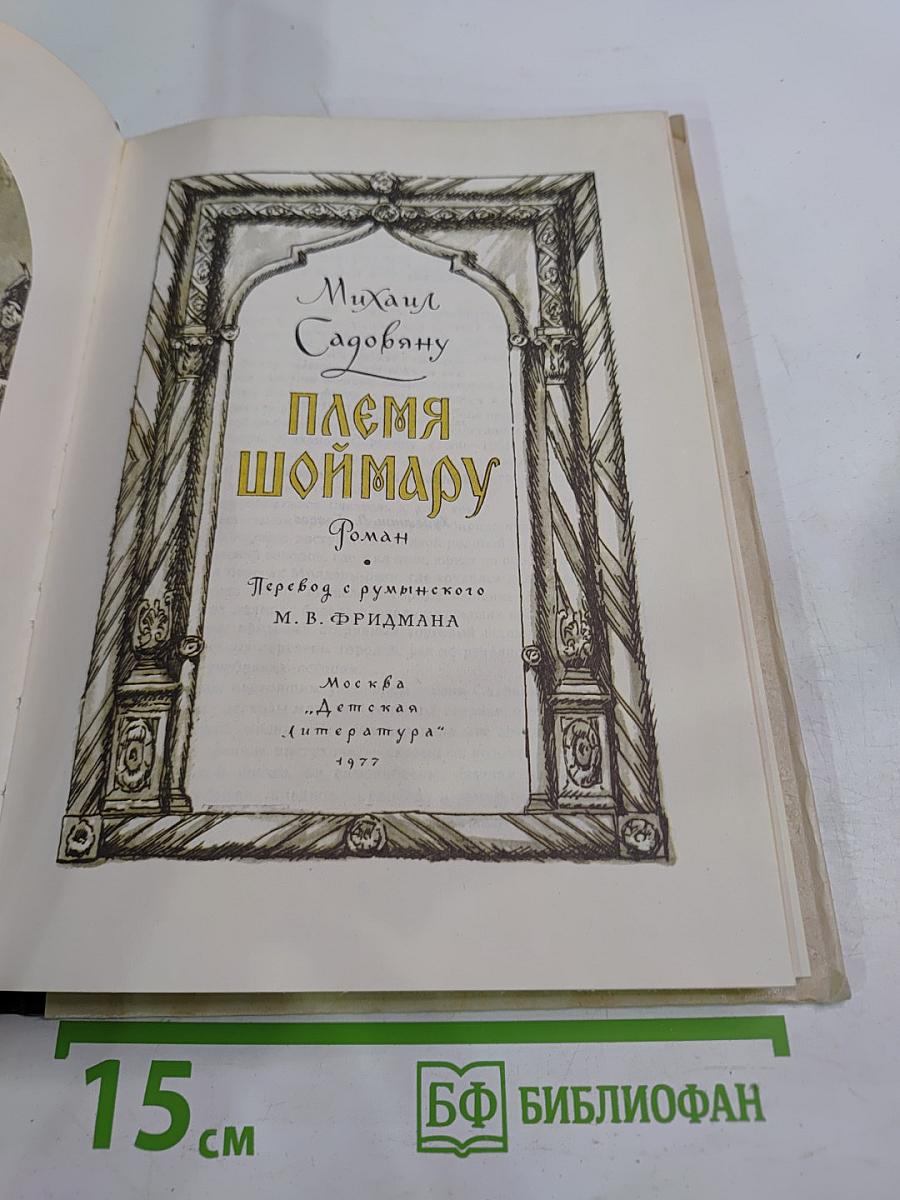 Михаил
Садовяну
ПЛЕМЯ
ШОЙМАРУ
Роман
Перевод с румынского
М. В. ФРИДМАНА
Москва
„Детская
литература“
1977
15 см
БФ БИБЛИОФАН